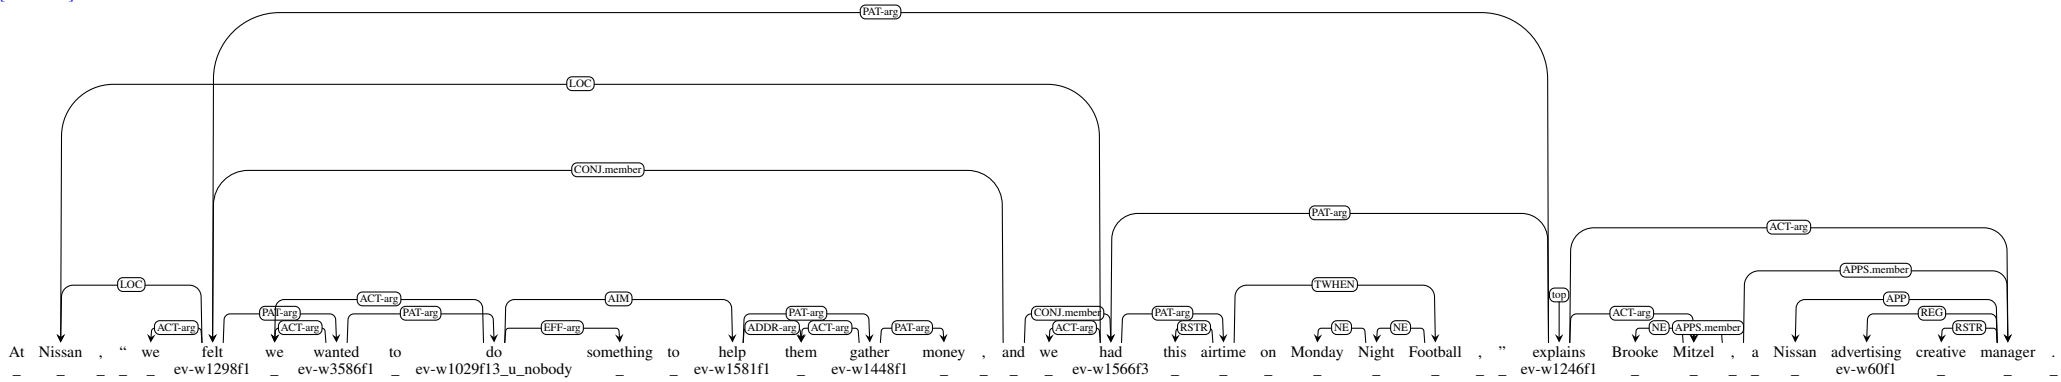 PAT-arg
LOC
CONJ.member
PAT-arg
ACT-arg
APPS.member
LOC TWHEN
top
ACT-arg AIM APP
PAT-arg PAT-arg PAT-arg CONJ.member PAT-arg ACT-arg REG
ACT-arg ACT-arg EFF-arg ADDR-arg ACT-arg PAT-arg ACT-arg RSTR NE NE NE APPS.member RSTR
At Nissan , “ we felt we wanted to do something to help them gather money , and we had this airtime on Monday Night Football , ” explains Brooke Mitzel , a Nissan advertising creative manager .
_ _ _ _ _ ev-w1298f1 _ ev-w3586f1 _ ev-w1029f13_u_nobody _ _ ev-w1581f1 _ ev-w1448f1 _ _ _ _ ev-w1566f3 _ _ _ _ _ _ _ _ ev-w1246f1 _ _ _ _ _ ev-w60f1 _ _ _